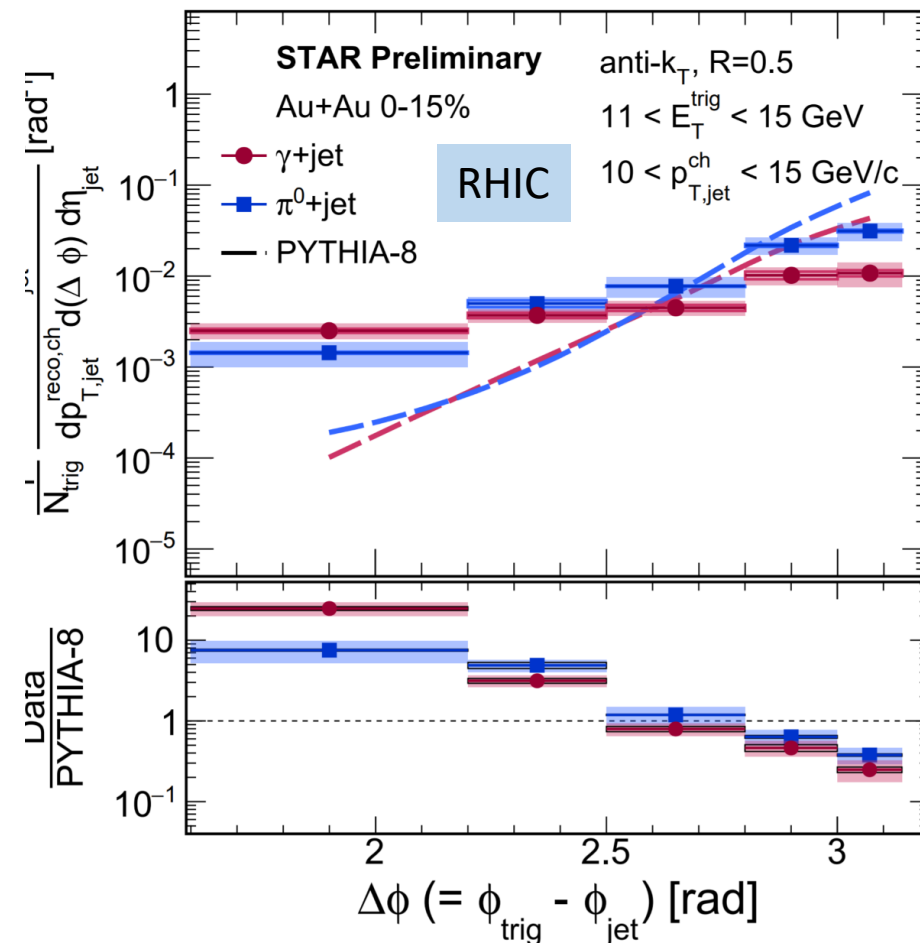 STAR Preliminary
Au+Au 0-15%
γ+jet
π⁰+jet
PYTHIA-8
RHIC
anti-k_T, R=0.5
11 < E_T^trig < 15 GeV
10 < p_T,jet^ch < 15 GeV/c
N_trig dp_T,jet^reco,ch d(Δ ϕ) dη_jet [rad⁻¹]
1
10⁻¹
10⁻²
10⁻³
10⁻⁴
10⁻⁵
Data
PYTHIA-8
10
1
10⁻¹
2 2.5 3
Δϕ (= ϕ_trig - ϕ_jet) [rad]